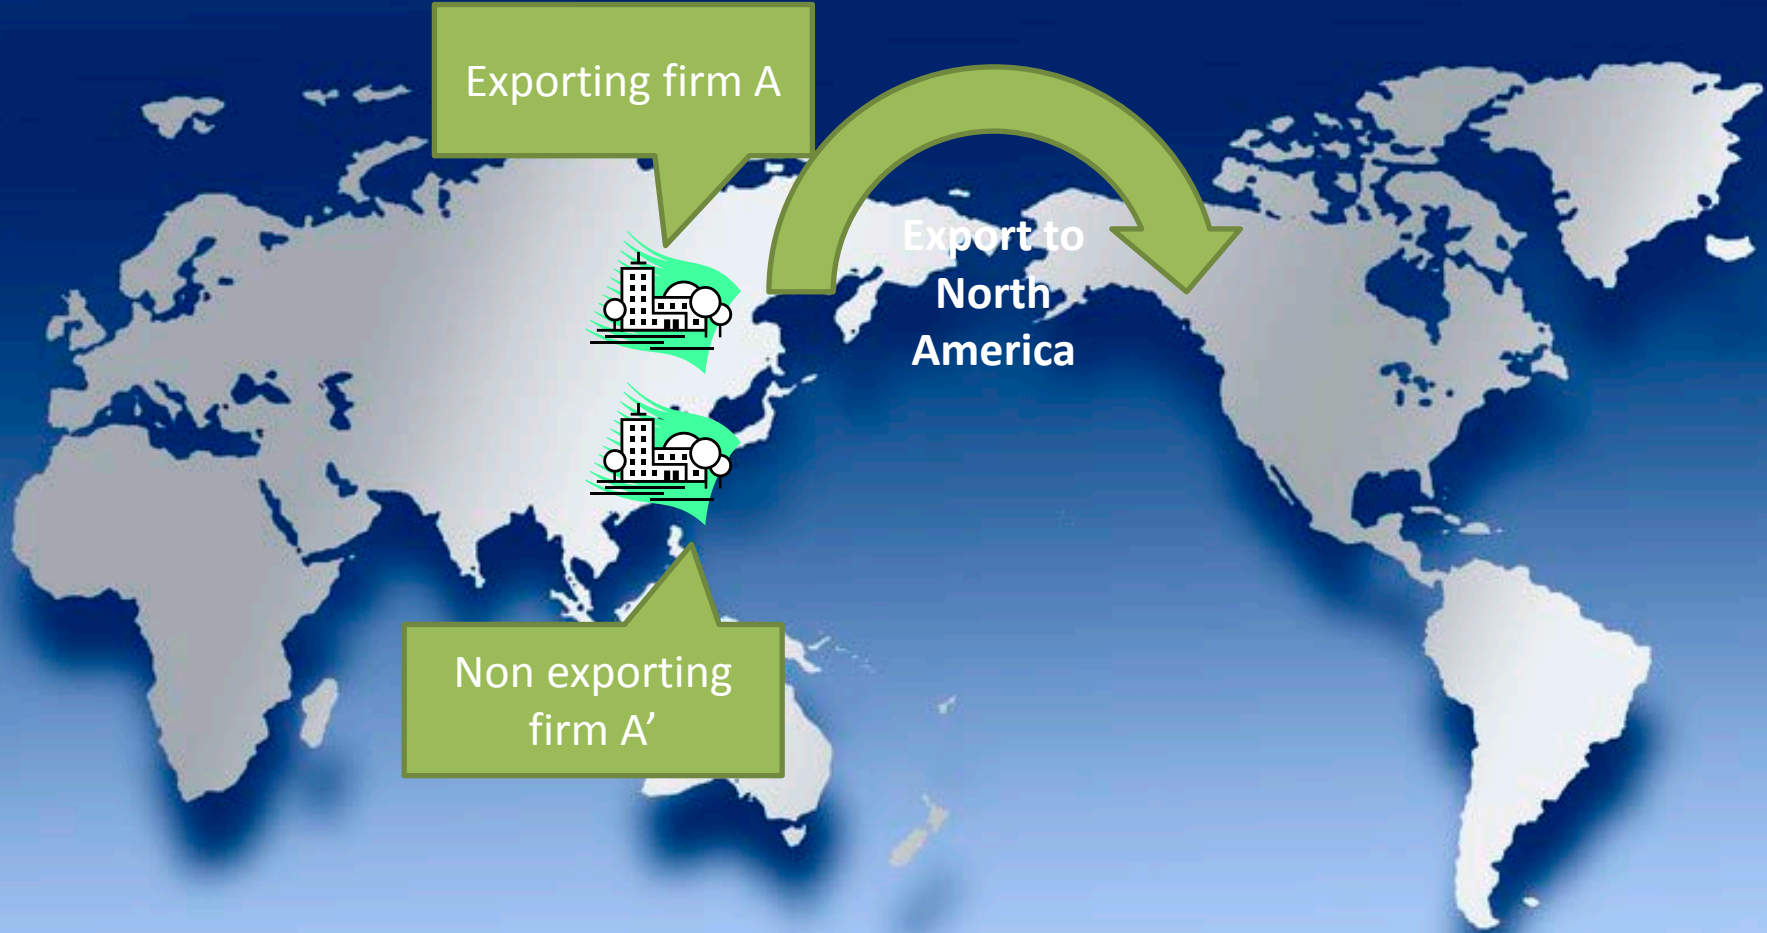 Exporting firm A
Export to
North
America
Non exporting
firm A’